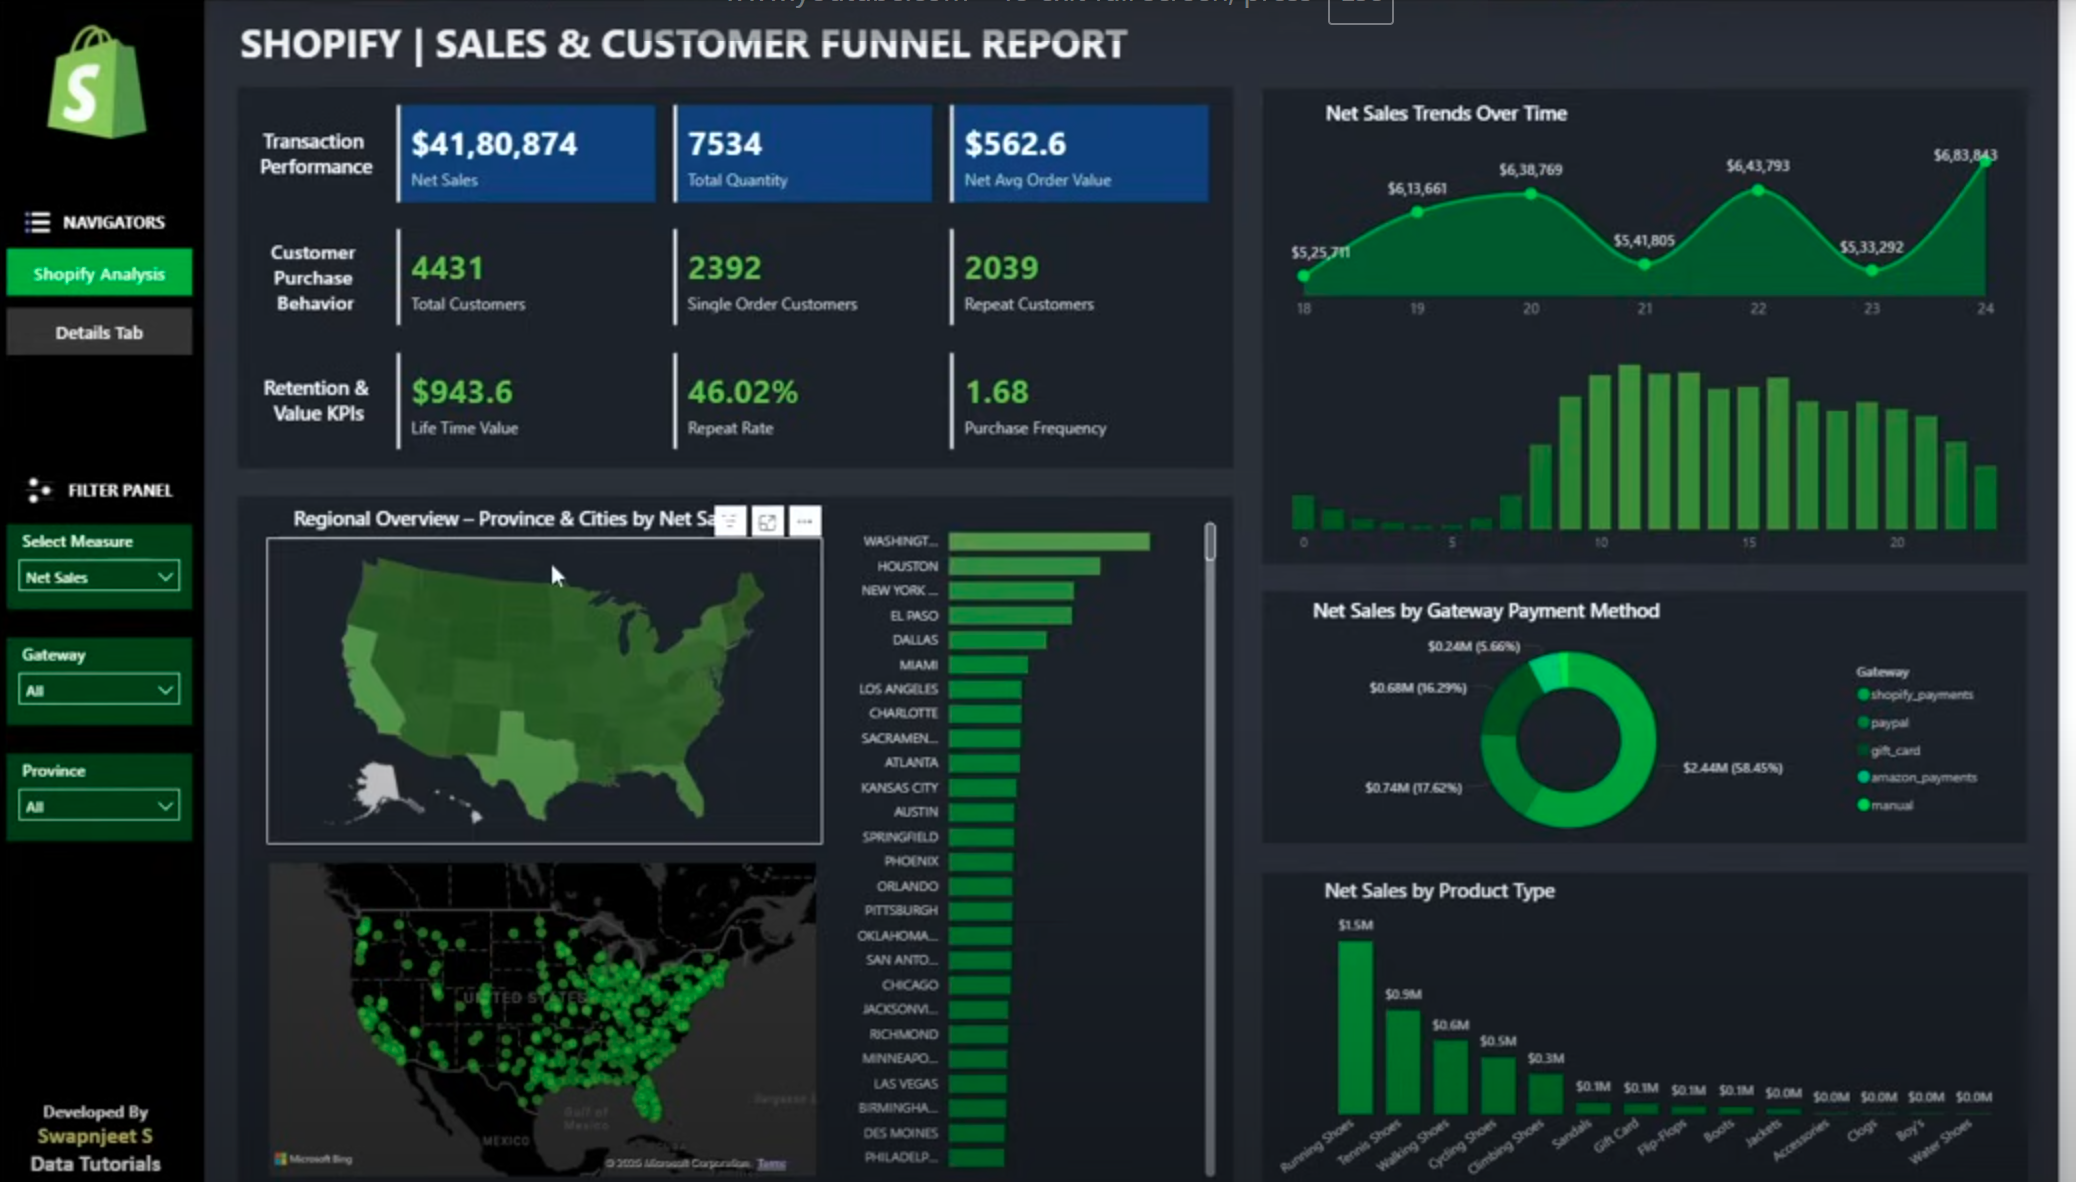 SHOPIFY | SALES & CUSTOMER FUNNEL REPORT
S
NAVIGATORS
Shopify Analysis
Details Tab
FILTER PANEL
Select Measure
Net Sales
Gateway
All
Province
All
Developed By
Swapnjeet S
Data Tutorials
Transaction
Performance
$41,80,874
Net Sales
7534
Total Quantity
$562.6
Net Avg Order Value
Customer
Purchase
Behavior
4431
Total Customers
2392
Single Order Customers
2039
Repeat Customers
Retention &
Value KPIs
$943.6
Life Time Value
46.02%
Repeat Rate
1.68
Purchase Frequency
Regional Overview – Province & Cities by Net Sa
UNITED STATES
Gulf of
Mexico
MEXICO
Microsoft Bing
© 2025 Microsoft Corporation Terms
WASHINGT...
HOUSTON
NEW YORK ...
EL PASO
DALLAS
MIAMI
LOS ANGELES
CHARLOTTE
SACRAMEN...
ATLANTA
KANSAS CITY
AUSTIN
SPRINGFIELD
PHOENIX
ORLANDO
PITTSBURGH
OKLAHOMA...
SAN ANTO...
CHICAGO
JACKSONVI...
RICHMOND
MINNEAPO...
LAS VEGAS
BIRMINGHA...
DES MOINES
PHILADELP...
Net Sales Trends Over Time
$5,25,711
$6,13,661
$6,38,769
$5,41,805
$6,43,793
$5,33,292
$6,83,843
18 19 20 21 22 23 24
0 5 10 15 20
Net Sales by Gateway Payment Method
$0.24M (5.66%)
$0.68M (16.29%)
$0.74M (17.62%)
$2.44M (58.45%)
Gateway
shopify_payments
paypal
gift_card
amazon_payments
manual
Net Sales by Product Type
$1.5M
$0.9M
$0.6M
$0.5M
$0.3M
$0.1M
$0.1M
$0.1M
$0.1M
$0.0M
$0.0M
$0.0M
$0.0M
$0.0M
Running Shoes
Tennis Shoes
Walking Shoes
Cycling Shoes
Climbing Shoes
Sandals
Gift Card
Flip-Flops
Boots
Jackets
Accessories
Clogs
Boy's
Water Shoes